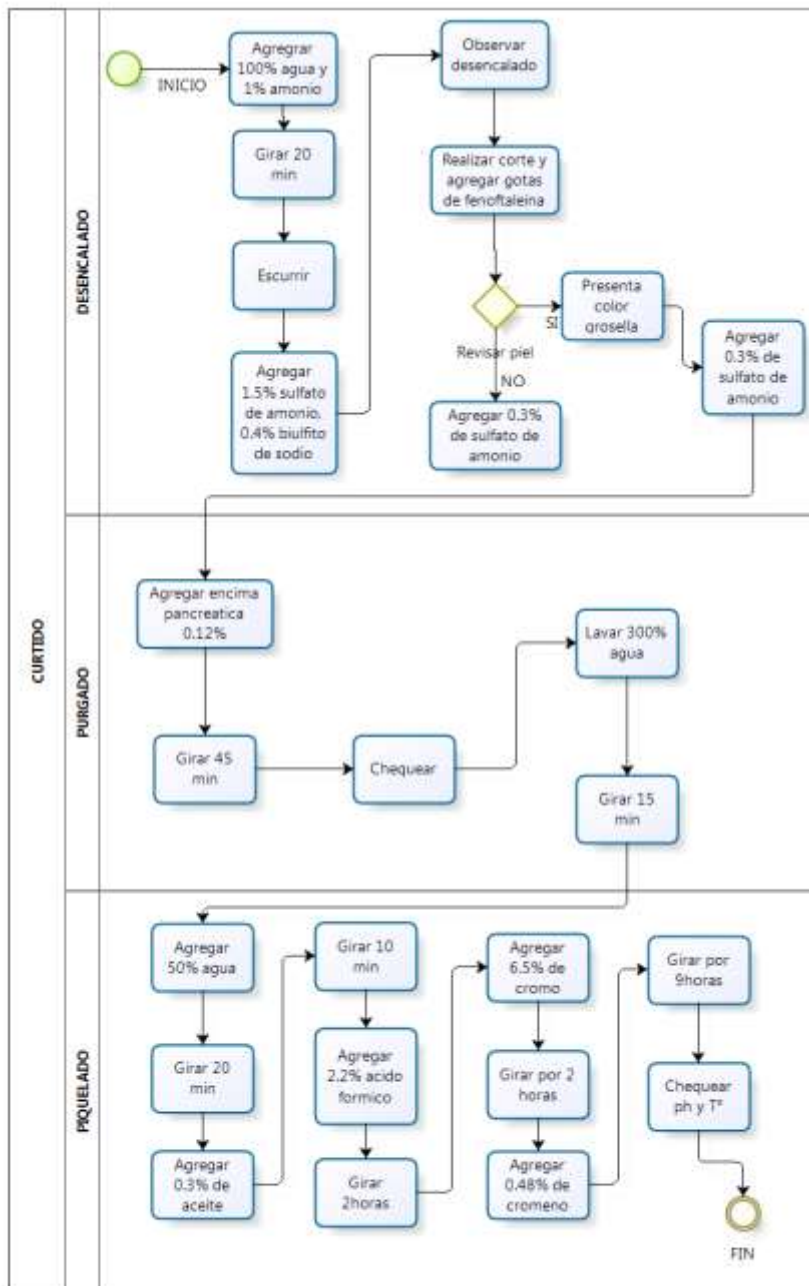 CURTIDO
DESENCALADO
INICIO
Agregrar
100% agua y
1% amonio
Girar 20
min
Escurrir
Agregar
1.5% sulfato
de amonio,
0.4% biulfito
de sodio
Observar
desencalado
Realizar corte y
agregar gotas
de fenoftaleina
Revisar piel
SI
NO
Presenta
color
grosella
Agregar 0.3%
de sulfato de
amonio
Agregar
0.3% de
sulfato de
amonio
PURGADO
Agregar encima
pancreatica
0.12%
Girar 45
min
Chequear
Lavar 300%
agua
Girar 15
min
PIQUELADO
Agregar
50% agua
Girar 20
min
Agregar
0.3% de
aceite
Girar 10
min
Agregar
2.2% acido
formico
Girar
2horas
Agregar
6.5% de
cromo
Girar por 2
horas
Agregar
0.48% de
cromeno
Girar por
9horas
Chequear
ph y T°
FIN